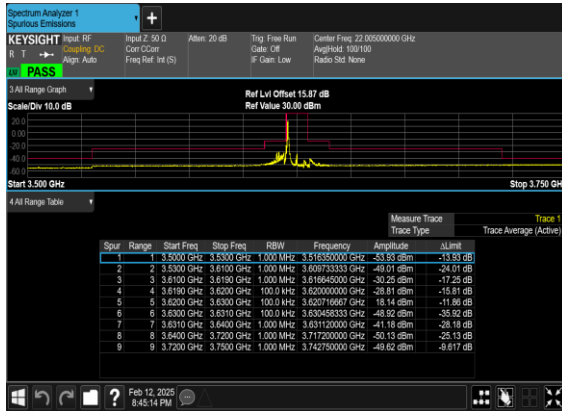 Spectrum Analyzer 1
Spurious Emissions
+
KEYSIGHT Input: RF Input Z: 50 Ω Atten: 20 dB Trig: Free Run Center Freq: 22.005000000 GHz
R T Coupling: DC Corr CCorr Gate: Off Avg|Hold: 100/100
Align: Auto Freq Ref: Int (S) IF Gain: Low Radio Std: None
PASS
3 All Range Graph
Ref Lvl Offset 15.87 dB
Scale/Div 10.0 dB Ref Value 30.00 dBm
20.0
0.00
-20.0
-40.0
-60.0
Start 3.500 GHz Stop 3.750 GH
4 All Range Table
Measure Trace Trace 1
Trace Type Trace Average (Active)
Spur Range Start Freq Stop Freq RBW Frequency Amplitude ΔLimit
1 1 3.5000 GHz 3.5300 GHz 1.000 MHz 3.516350000 GHz -53.93 dBm -13.93 dB
2 2 3.5300 GHz 3.6100 GHz 1.000 MHz 3.609733333 GHz -49.01 dBm -24.01 dB
3 3 3.6100 GHz 3.6190 GHz 1.000 MHz 3.616645000 GHz -30.25 dBm -17.25 dB
4 4 3.6190 GHz 3.6200 GHz 100.0 kHz 3.620000000 GHz -28.81 dBm -15.81 dB
5 5 3.6200 GHz 3.6300 GHz 100.0 kHz 3.620716667 GHz 18.14 dBm -11.86 dB
6 6 3.6300 GHz 3.6310 GHz 100.0 kHz 3.630458333 GHz -48.92 dBm -35.92 dB
7 7 3.6310 GHz 3.6400 GHz 1.000 MHz 3.631120000 GHz -41.18 dBm -28.18 dB
8 8 3.6400 GHz 3.7200 GHz 1.000 MHz 3.717200000 GHz -50.13 dBm -25.13 dB
9 9 3.7200 GHz 3.7500 GHz 1.000 MHz 3.742750000 GHz -49.62 dBm -9.617 dB
? Feb 12, 2025
8:45:14 PM